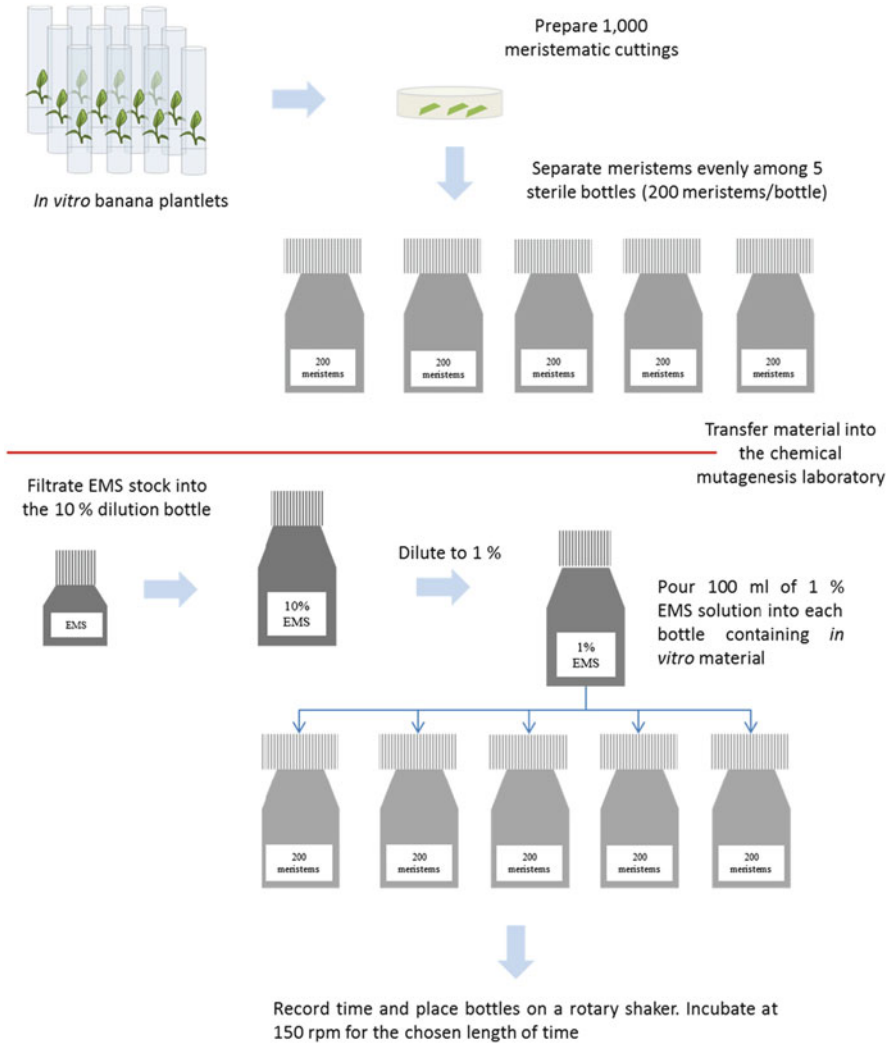 Prepare 1,000
meristematic cuttings
In vitro banana plantlets
Separate meristems evenly among 5
sterile bottles (200 meristems/bottle)
200
meristems
200
meristems
200
meristems
200
meristems
200
meristems
Transfer material into
the chemical
mutagenesis laboratory
Filtrate EMS stock into
the 10 % dilution bottle
EMS
10%
EMS
Dilute to 1 %
1%
EMS
Pour 100 ml of 1 %
EMS solution into each
bottle containing in
vitro material
200
meristems
200
meristems
200
meristems
200
meristems
200
meristems
Record time and place bottles on a rotary shaker. Incubate at
150 rpm for the chosen length of time